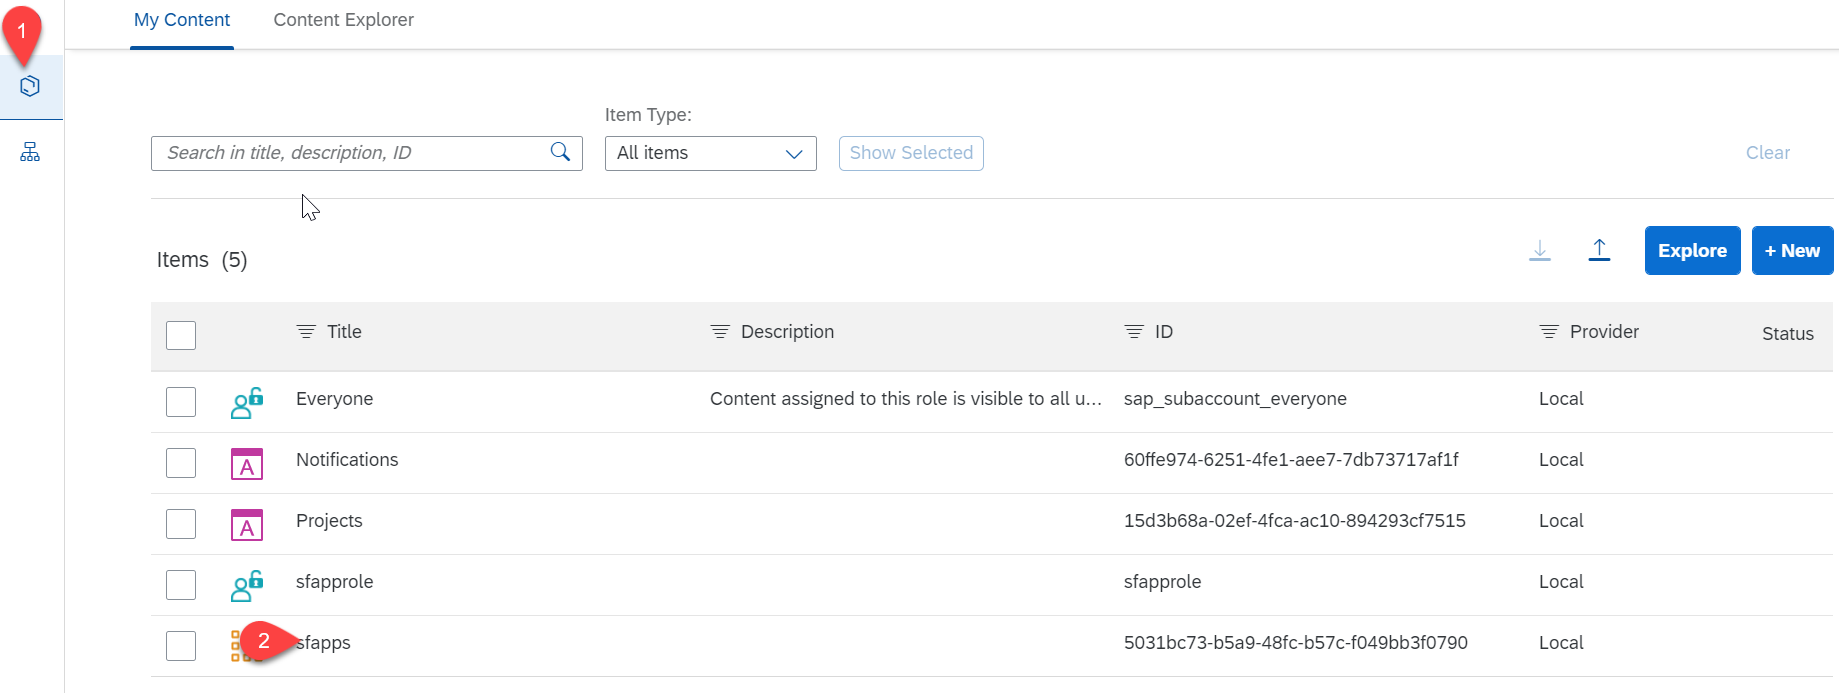 1
My Content Content Explorer
Item Type:
Search in title, description, ID All items Show Selected Clear
Items (5) Explore + New
Title Description ID Provider Status
Everyone Content assigned to this role is visible to all u... sap_subaccount_everyone Local
A Notifications 60ffe974-6251-4fe1-aee7-7db73717af1f Local
A Projects 15d3b68a-02ef-4fca-ac10-894293cf7515 Local
sfapprole sfapprole Local
2 sfapps 5031bc73-b5a9-48fc-b57c-f049bb3f0790 Local